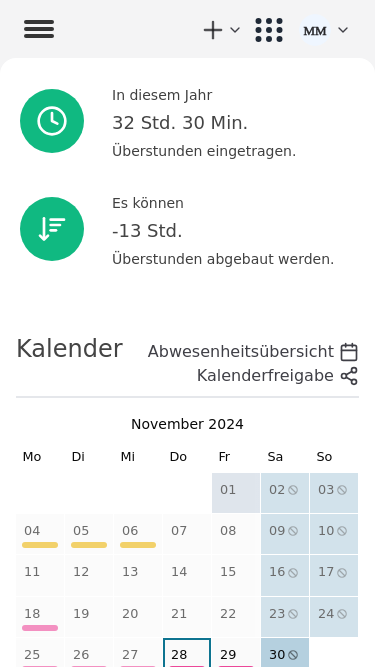 MM
In diesem Jahr
32 Std. 30 Min.
Überstunden eingetragen.
Es können
-13 Std.
Überstunden abgebaut werden.
Kalender
Abwesenheitsübersicht
Kalenderfreigabe
November 2024
Mo Di Mi Do Fr Sa So
01 02 03
04 05 06 07 08 09 10
11 12 13 14 15 16 17
18 19 20 21 22 23 24
25 26 27 28 29 30